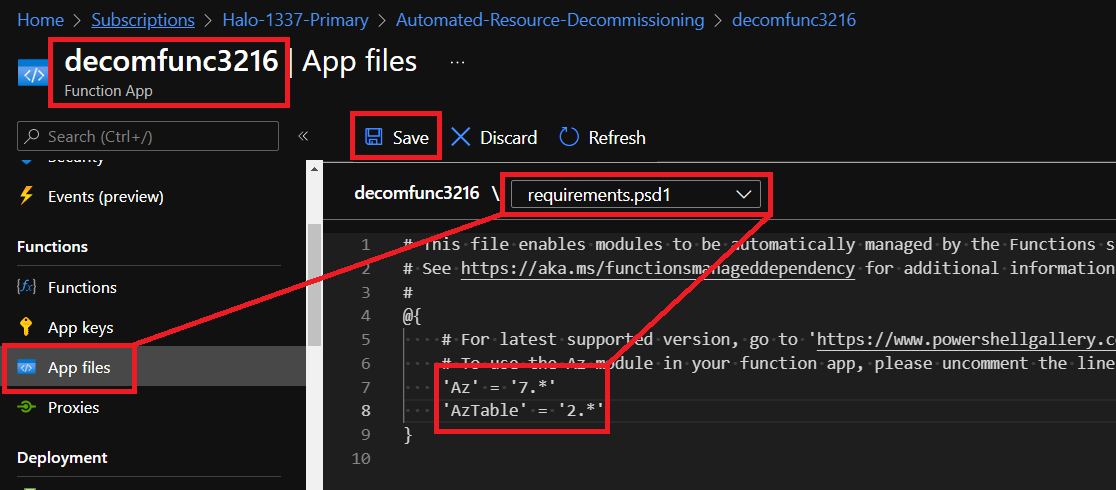 Home > Subscriptions > Halo-1337-Primary > Automated-Resource-Decommissioning > decomfunc3216
decomfunc3216 | App files ...
Function App
Search (Ctrl+/) «
Save Discard Refresh
Security
Events (preview)
decomfunc3216 \ requirements.psd1
Functions
Functions
App keys
App files
Proxies
Deployment
1 # This file enables modules to be automatically managed by the Functions s
2 # See https://aka.ms/functionsmanageddependency for additional information
3 #
4 @{
5 # For latest supported version, go to 'https://www.powershellgallery.c
6 # To use the Az module in your function app, please uncomment the line
7 'Az' = '7.*'
8 'AzTable' = '2.*'
9 }
10